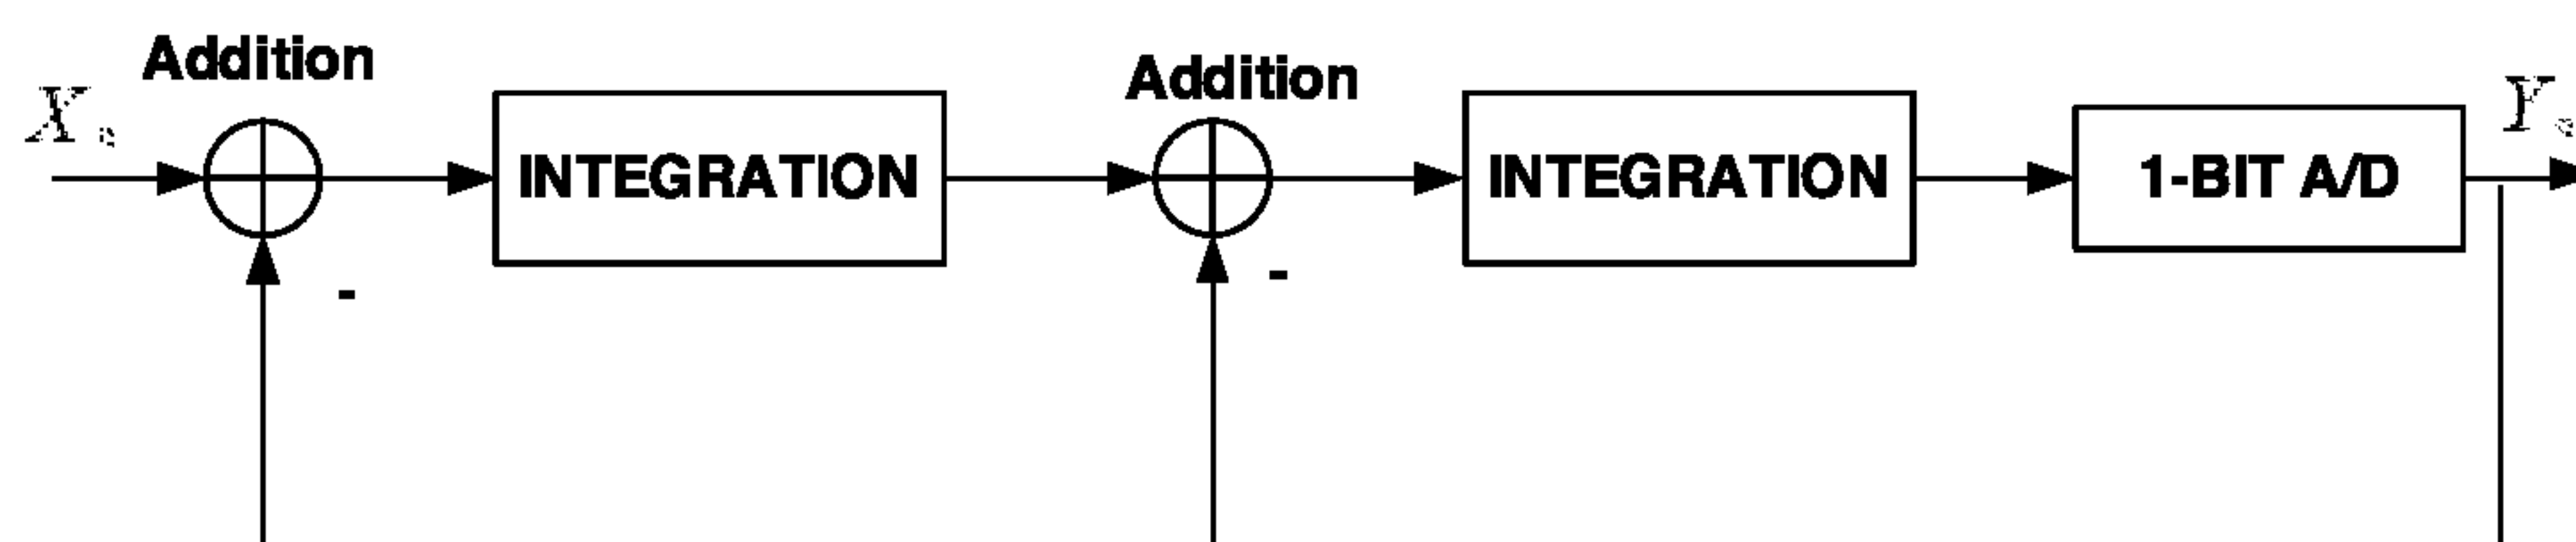 Addition
X
INTEGRATION
Addition
INTEGRATION
1-BIT A/D
Y
-
-